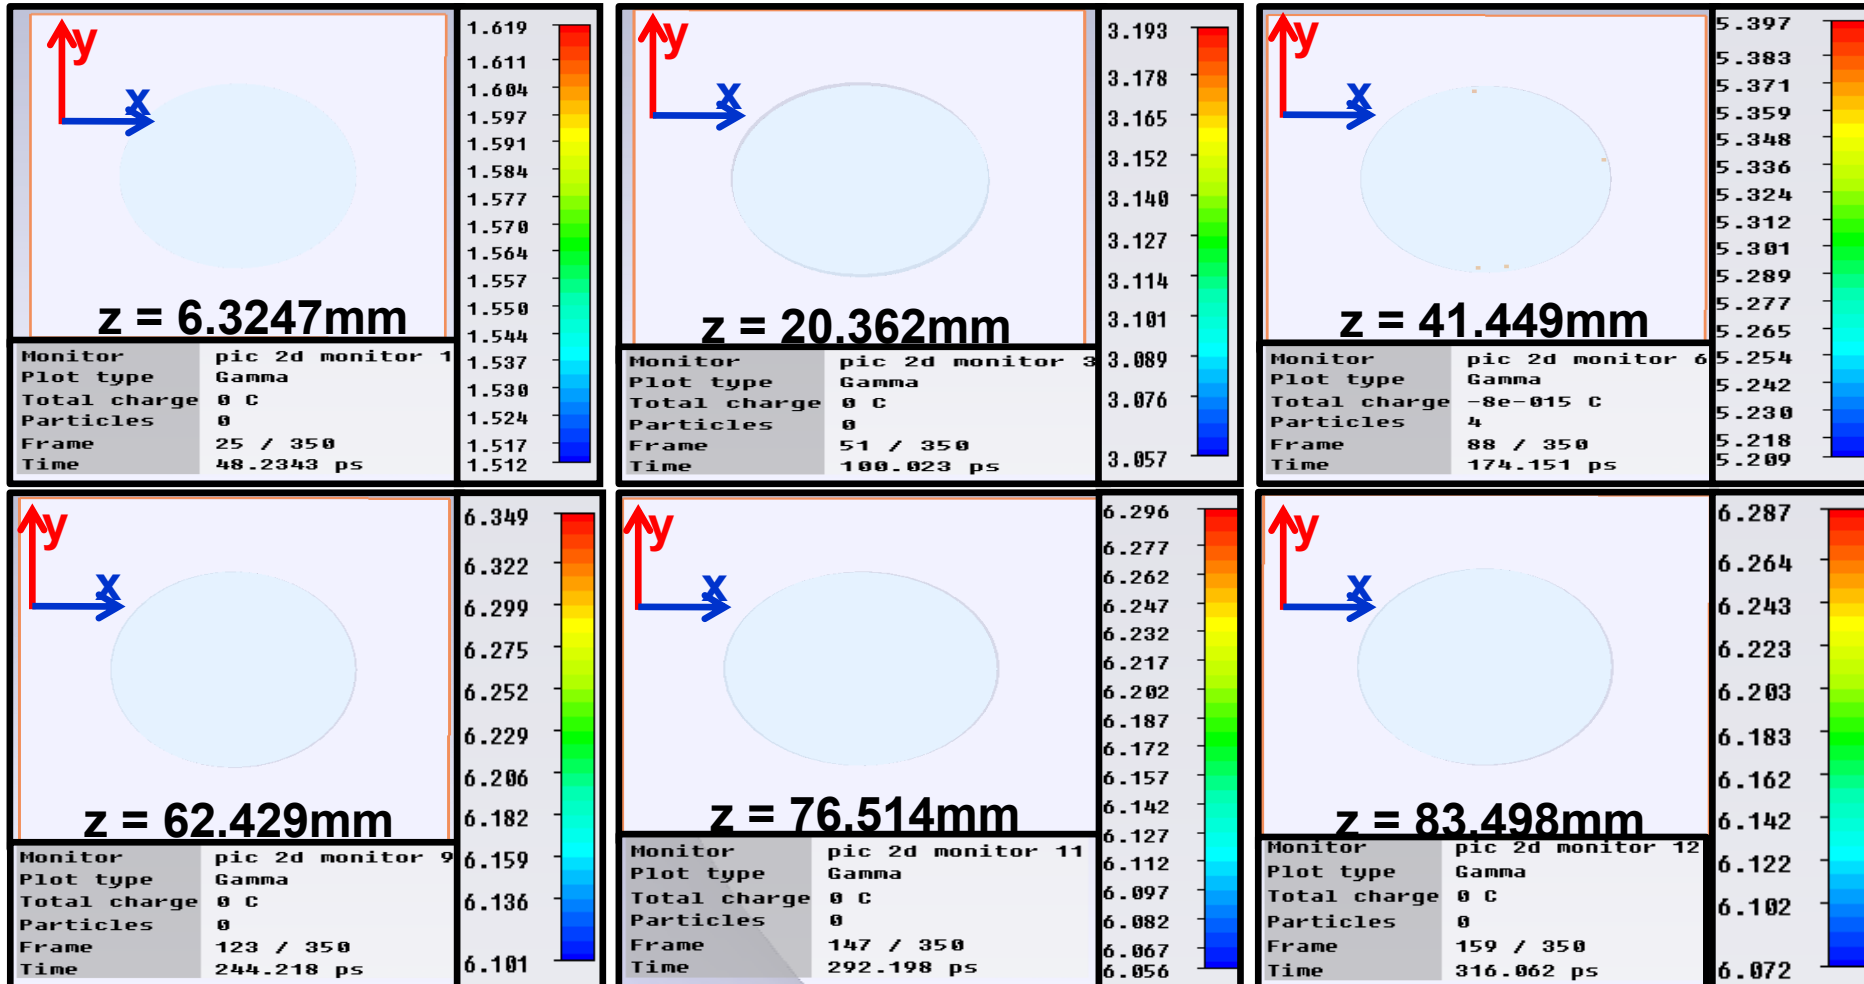 y
x
z = 6.3247mm
Monitor pic 2d monitor 1
Plot type Gamma
Total charge 0 C
Particles 0
Frame 25 / 350
Time 48.2343 ps
1.619
1.611
1.604
1.597
1.591
1.584
1.577
1.570
1.564
1.557
1.550
1.544
1.537
1.530
1.524
1.517
1.512
y
x
z = 20.362mm
Monitor pic 2d monitor 3
Plot type Gamma
Total charge 0 C
Particles 0
Frame 51 / 350
Time 100.023 ps
3.193
3.178
3.165
3.152
3.140
3.127
3.114
3.101
3.089
3.076
3.057
y
x
z = 41.449mm
Monitor pic 2d monitor 6
Plot type Gamma
Total charge -8e-015 C
Particles 4
Frame 88 / 350
Time 174.151 ps
5.397
5.383
5.371
5.359
5.348
5.336
5.324
5.312
5.301
5.289
5.277
5.265
5.254
5.242
5.230
5.218
5.209
y
x
z = 62.429mm
Monitor pic 2d monitor 9
Plot type Gamma
Total charge 0 C
Particles 0
Frame 123 / 350
Time 244.218 ps
6.349
6.322
6.299
6.275
6.252
6.229
6.206
6.182
6.159
6.136
6.101
y
x
z = 76.514mm
Monitor pic 2d monitor 11
Plot type Gamma
Total charge 0 C
Particles 0
Frame 147 / 350
Time 292.198 ps
6.296
6.277
6.262
6.247
6.232
6.217
6.202
6.187
6.172
6.157
6.142
6.127
6.112
6.097
6.082
6.067
6.056
y
x
z = 83.498mm
Monitor pic 2d monitor 12
Plot type Gamma
Total charge 0 C
Particles 0
Frame 159 / 350
Time 316.062 ps
6.287
6.264
6.243
6.223
6.203
6.183
6.162
6.142
6.122
6.102
6.072